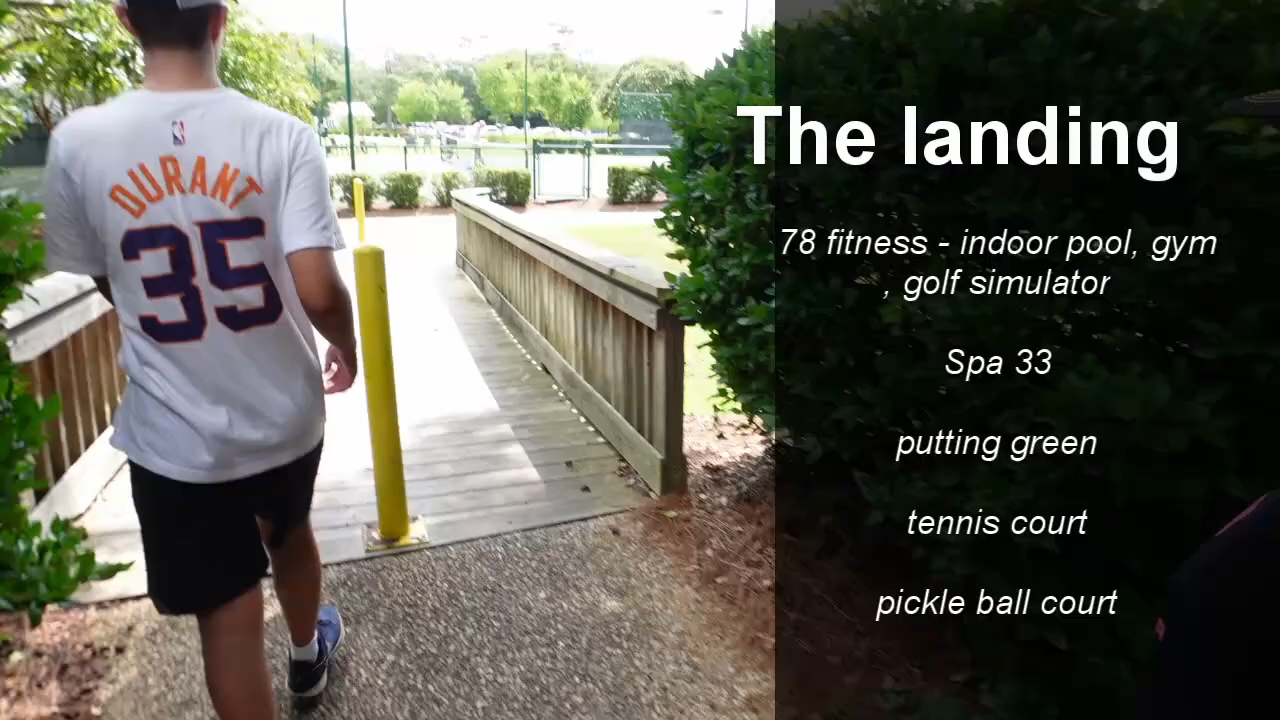 DURANT
35
The landing
78 fitness - indoor pool, gym
, golf simulator
Spa 33
putting green
tennis court
pickle ball court